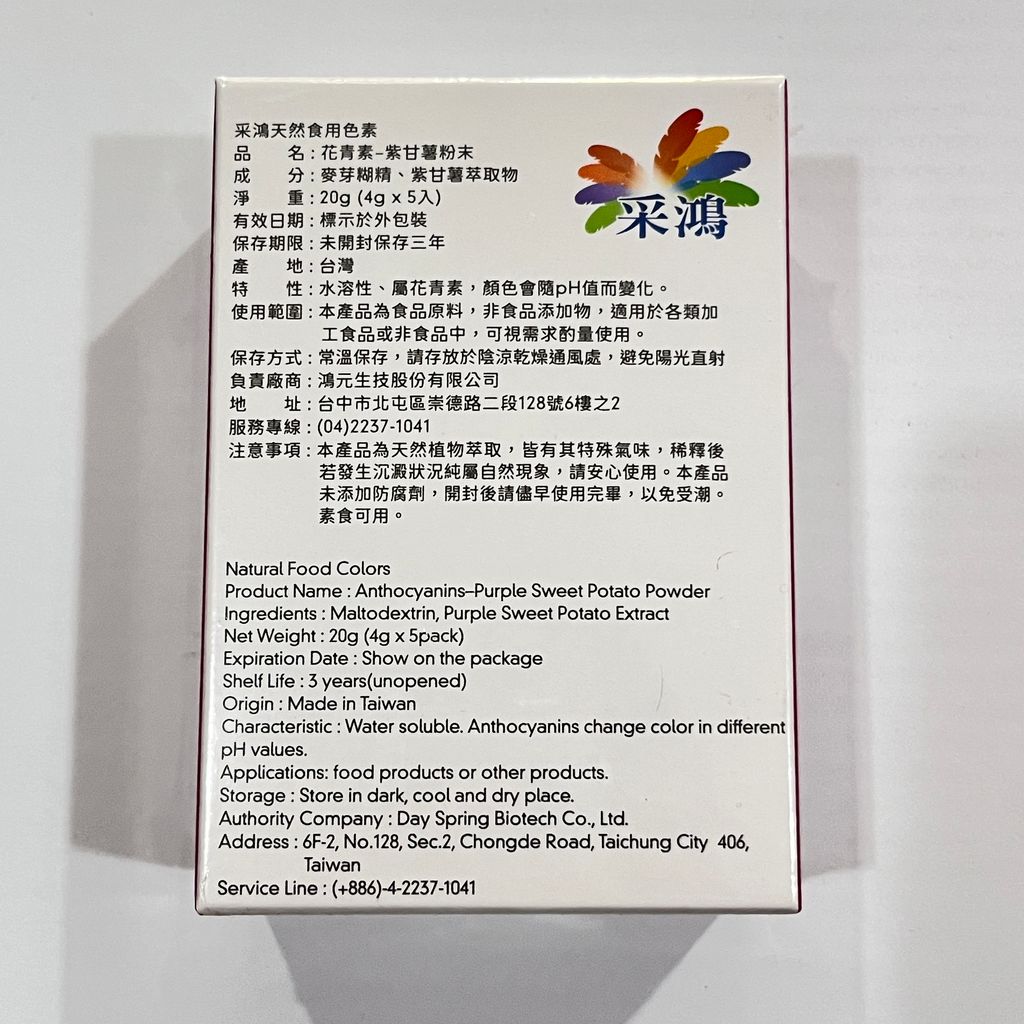 采鴻天然食用色素
品 名：花青素-紫甘薯粉末
成 分：麥芽糊精、紫甘薯萃取物
淨 重：20g (4g x 5入)
有效日期：標示於外包裝
保存期限：未開封保存三年
產 地：台灣
特 性：水溶性、屬花青素，顏色會隨pH值而變化。
使用範圍：本產品為食品原料，非食品添加物，適用於各類加
工食品或非食品中，可視需求酌量使用。
保存方式：常溫保存，請存放於陰涼乾燥通風處，避免陽光直射
負責廠商：鴻元生技股份有限公司
地 址：台中市北屯區崇德路二段128號6樓之2
服務專線：(04)2237-1041
注意事項：本產品為天然植物萃取，皆有其特殊氣味，稀釋後
若發生沉澱狀況純屬自然現象，請安心使用。本產品
未添加防腐劑，開封後請儘早使用完畢，以免受潮。
素食可用。
采鴻
Natural Food Colors
Product Name : Anthocyanins–Purple Sweet Potato Powder
Ingredients : Maltodextrin, Purple Sweet Potato Extract
Net Weight : 20g (4g x 5pack)
Expiration Date : Show on the package
Shelf Life : 3 years(unopened)
Origin : Made in Taiwan
Characteristic : Water soluble. Anthocyanins change color in different
pH values.
Applications: food products or other products.
Storage : Store in dark, cool and dry place.
Authority Company : Day Spring Biotech Co., Ltd.
Address : 6F-2, No.128, Sec.2, Chongde Road, Taichung City 406,
Taiwan
Service Line : (+886)-4-2237-1041